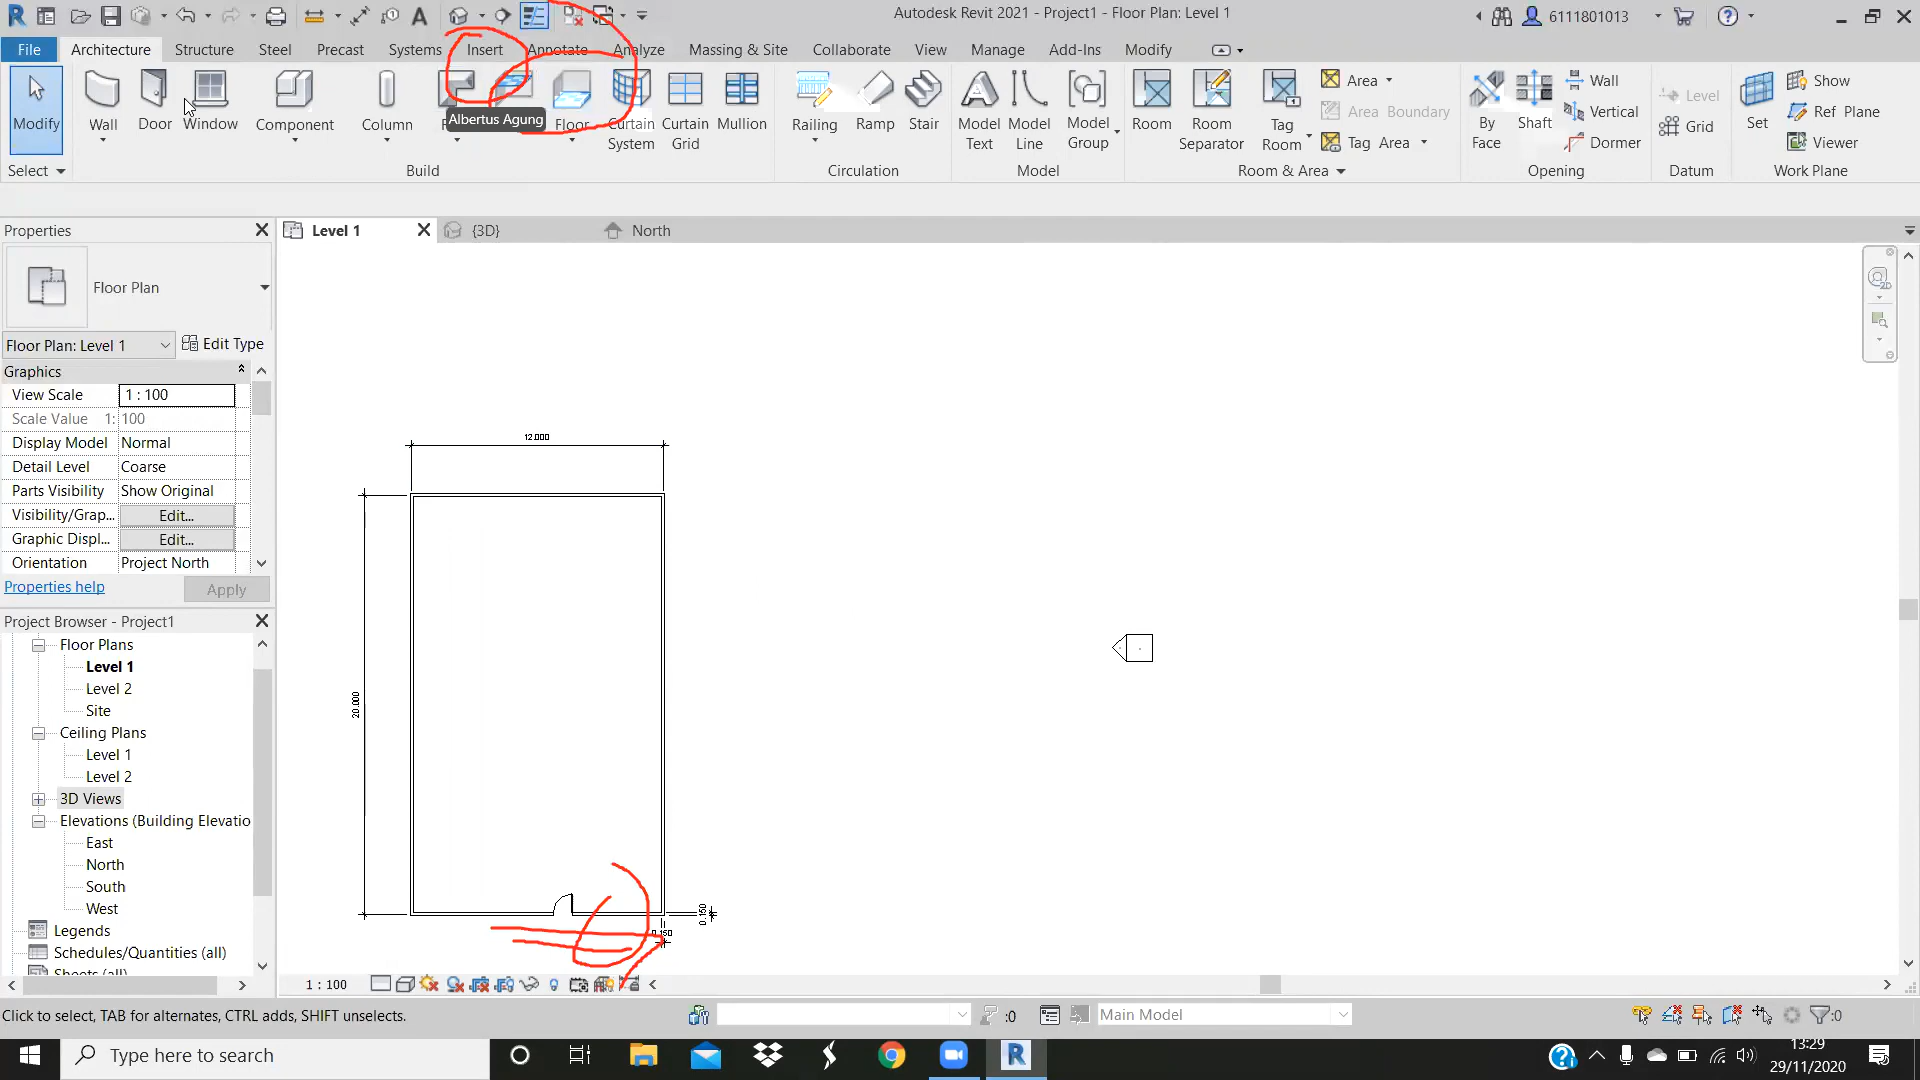 Autodesk Revit 2021 - Project1 - Floor Plan: Level 1
6111801013
File Architecture Structure Steel Precast Systems Insert Annotate Analyze Massing & Site Collaborate View Manage Add-Ins Modify
Modify Wall Door Window Component Column Floor Curtain System Curtain Grid Mullion Railing Ramp Stair Model Text Model Line Model Group Room Room Separator Tag Room Area Area Boundary Tag Area By Face Shaft Wall Vertical Dormer Level Grid Set Show Ref Plane Viewer
Albertus Agung
Select Build Circulation Model Room & Area Opening Datum Work Plane
Properties
Level 1 {3D} North
Floor Plan
Floor Plan: Level 1 Edit Type
Graphics
View Scale 1 : 100
Scale Value 1: 100
Display Model Normal
Detail Level Coarse
Parts Visibility Show Original
Visibility/Grap... Edit...
Graphic Displ... Edit...
Orientation Project North
Properties help Apply
Project Browser - Project1
Floor Plans
Level 1
Level 2
Site
Ceiling Plans
Level 1
Level 2
3D Views
Elevations (Building Elevatio
East
North
South
West
Legends
Schedules/Quantities (all)
Sheets (all)
12.000
20.000
0.150
0.150
2D
1 : 100
Click to select, TAB for alternates, CTRL adds, SHIFT unselects.
:0
Main Model
:0
Type here to search
13:29
29/11/2020